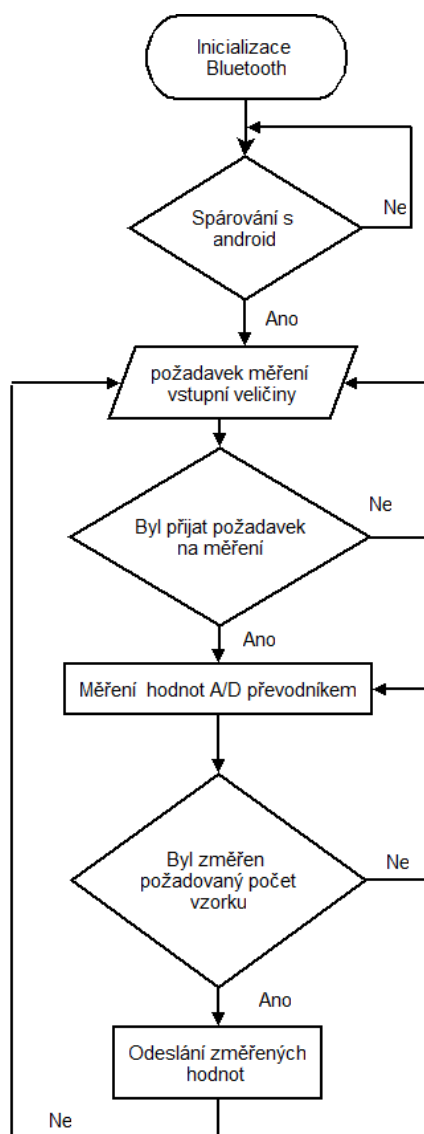 Inicializace
Bluetooth
Spárování s
android
Ne
Ano
požadavek měření
vstupní veličiny
Byl přijat požadavek
na měření
Ne
Ano
Měření hodnot A/D převodníkem
Byl změřen
požadovaný počet
vzorku
Ne
Ano
Odeslání změřených
hodnot
Ne